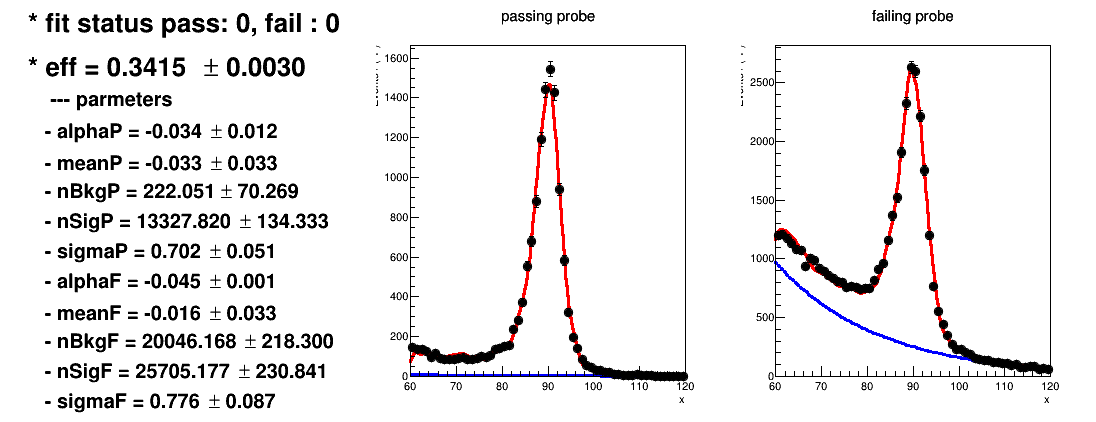 * fit status pass: 0, fail : 0
* eff = 0.3415 ± 0.0030
--- parmeters
- alphaP = -0.034 ± 0.012
- meanP = -0.033 ± 0.033
- nBkgP = 222.051 ± 70.269
- nSigP = 13327.820 ± 134.333
- sigmaP = 0.702 ± 0.051
- alphaF = -0.045 ± 0.001
- meanF = -0.016 ± 0.033
- nBkgF = 20046.168 ± 218.300
- nSigF = 25705.177 ± 230.841
- sigmaF = 0.776 ± 0.087
passing probe
1600
1400
1200
1000
800
600
400
200
0
60 70 80 90 100 110 120
x
failing probe
2500
2000
1500
1000
500
0
60 70 80 90 100 110 120
x